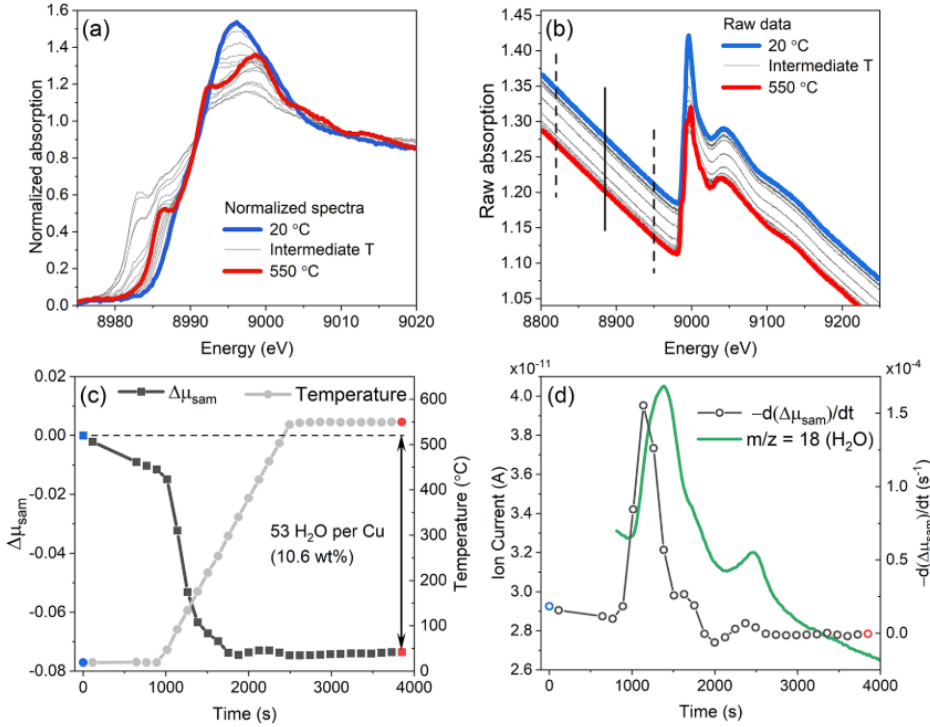 (a)
Normalized absorption
1.6
1.4
1.2
1.0
0.8
0.6
0.4
0.2
0.0
Normalized spectra
20 °C
Intermediate T
550 °C
8980 8990 9000 9010 9020
Energy (eV)
(b)
Raw absorption
1.45
1.40
1.35
1.30
1.25
1.20
1.15
1.10
1.05
Raw data
20 °C
Intermediate T
550 °C
8800 8900 9000 9100 9200
Energy (eV)
(c)
Δμsam
0.02
0.00
-0.02
-0.04
-0.06
-0.08
Δμsam
Temperature
53 H2O per Cu
(10.6 wt%)
600
500
400
300
200
100
0
Temperature (°C)
0 1000 2000 3000 4000
Time (s)
(d)
x10-11
Ion Current (A)
4.0
3.8
3.6
3.4
3.2
3.0
2.8
2.6
–d(Δμsam)/dt
m/z = 18 (H2O)
x10-4
1.5
1.0
0.5
0.0
–d(Δμsam)/dt (s-1)
0 1000 2000 3000 4000
Time (s)